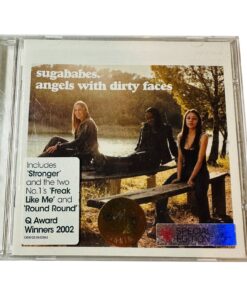 sugababes.
angels with dirty faces
Includes
'Stronger'
and the two
No.1's 'Freak
Like Me' and
'Round Round'
Q Award
Winners 2002
SPECIAL
EDITION